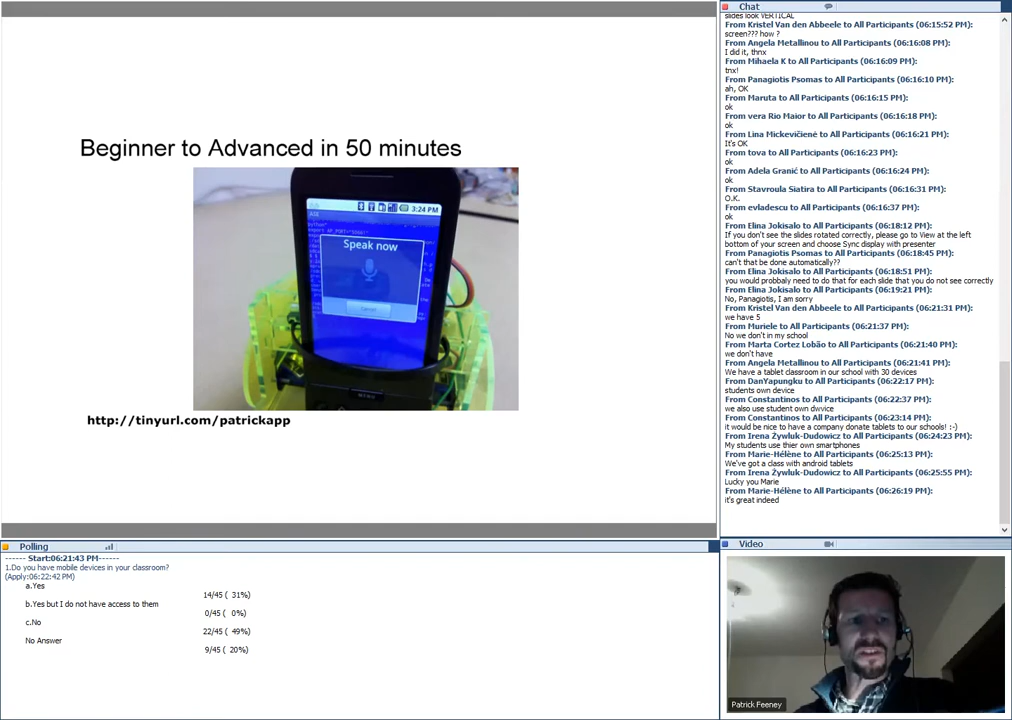 Beginner to Advanced in 50 minutes
3:24 PM
Speak now
Cancel
http://tinyurl.com/patrickapp
Chat
slides look VERTICAL
From Kristel Van den Abbeele to All Participants (06:15:52 PM):
screen??? how ?
From Angela Metallinou to All Participants (06:16:08 PM):
I did it, thnx
From Mihaela K to All Participants (06:16:09 PM):
tnx!
From Panagiotis Psomas to All Participants (06:16:10 PM):
ah, OK
From Maruta to All Participants (06:16:15 PM):
ok
From vera Rio Maior to All Participants (06:16:18 PM):
ok
From Lina Mickevičienė to All Participants (06:16:21 PM):
It's OK
From tova to All Participants (06:16:23 PM):
ok
From Adela Granić to All Participants (06:16:24 PM):
ok
From Stavroula Siatira to All Participants (06:16:31 PM):
O.K.
From evladescu to All Participants (06:16:37 PM):
ok
From Elina Jokisalo to All Participants (06:18:12 PM):
If you don't see the slides rotated correctly, please go to View at the left
bottom of your screen and choose Sync display with presenter
From Panagiotis Psomas to All Participants (06:18:45 PM):
can't that be done automatically??
From Elina Jokisalo to All Participants (06:18:51 PM):
you would probbaly need to do that for each slide that you do not see correctly
From Elina Jokisalo to All Participants (06:19:21 PM):
No, Panagiotis, I am sorry
From Kristel Van den Abbeele to All Participants (06:21:31 PM):
we have 5
From Muriele to All Participants (06:21:37 PM):
No we don't in my school
From Marta Cortez Lobão to All Participants (06:21:40 PM):
we don't have
From Angela Metallinou to All Participants (06:21:41 PM):
We have a tablet classroom in our school with 30 devices
From DanYapungku to All Participants (06:22:17 PM):
students own device
From Constantinos to All Participants (06:22:37 PM):
we also use student own dwvice
From Constantinos to All Participants (06:23:14 PM):
it would be nice to have a company donate tablets to our schools! :-)
From Irena Żywluk-Dudowicz to All Participants (06:24:23 PM):
My students use thier own smartphones
From Marie-Hélène to All Participants (06:25:13 PM):
We've got a class with android tablets
From Irena Żywluk-Dudowicz to All Participants (06:25:55 PM):
Lucky you Marie
From Marie-Hélène to All Participants (06:26:19 PM):
it's great indeed
Polling
------ Start:06:21:43 PM------
1.Do you have mobile devices in your classroom?
(Apply:06:22:42 PM)
a.Yes
14/45 ( 31%)
b.Yes but I do not have access to them
0/45 ( 0%)
c.No
22/45 ( 49%)
No Answer
9/45 ( 20%)
Video
Patrick Feeney